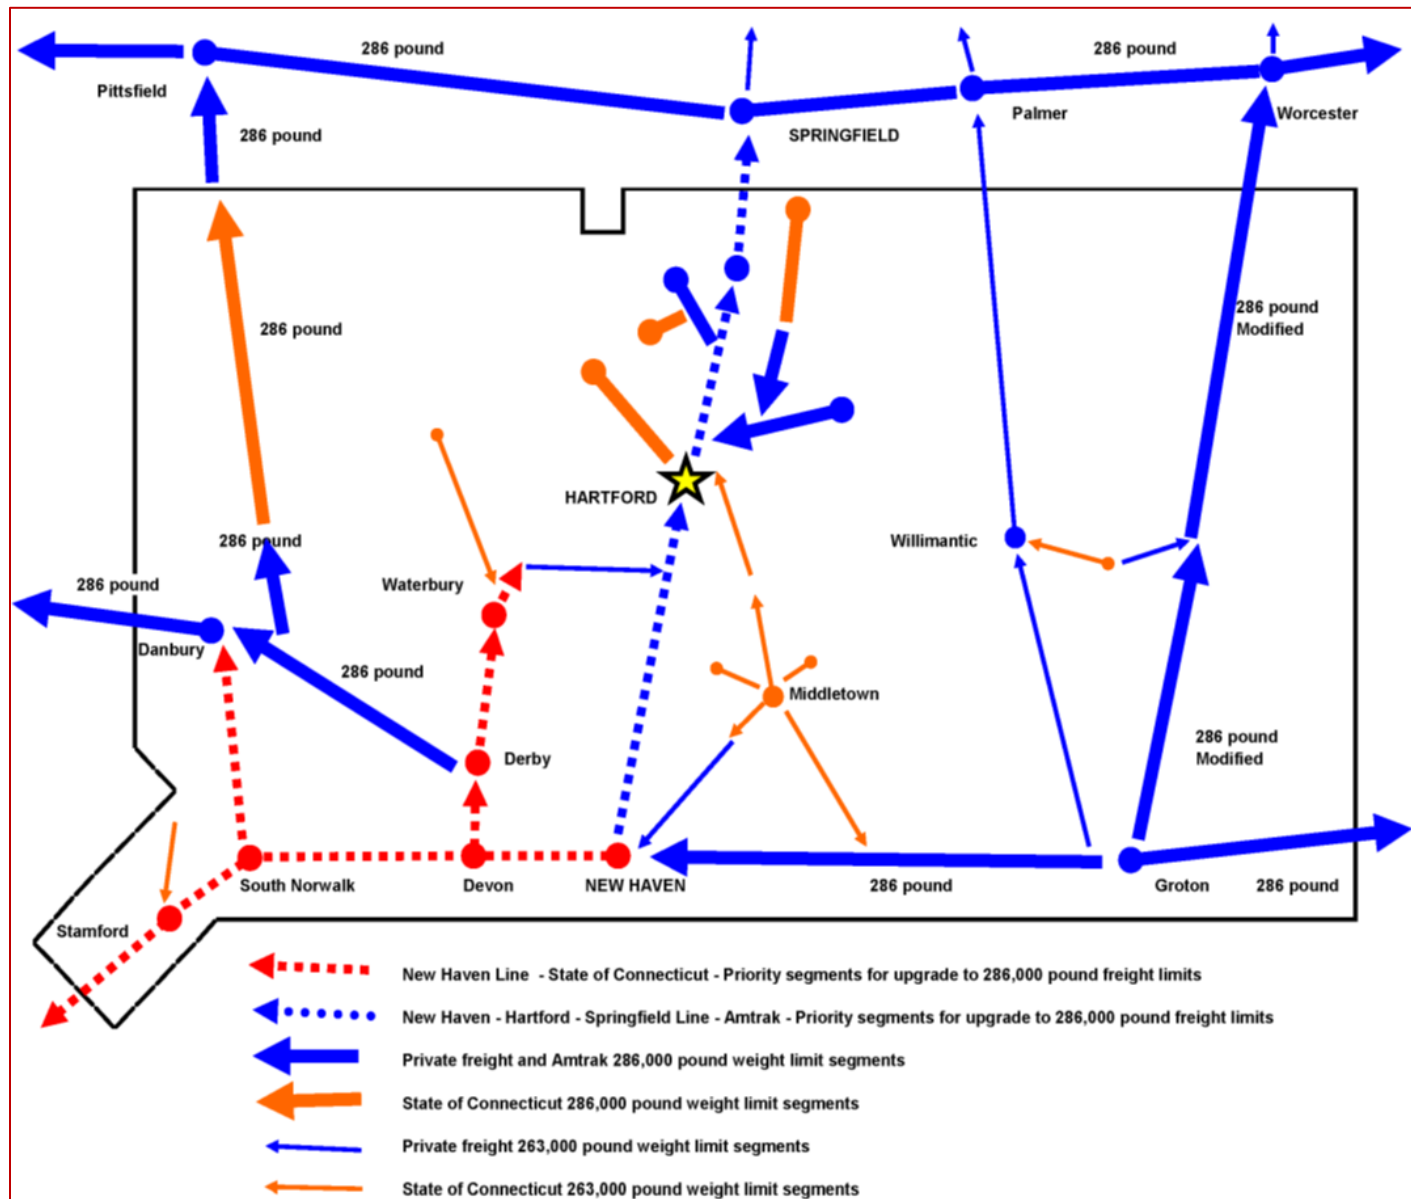 286 pound
286 pound
Pittsfield
Palmer
Worcester
286 pound
SPRINGFIELD
286 pound
Modified
286 pound
HARTFORD
286 pound
Willimantic
286 pound
Waterbury
Danbury
286 pound
Middletown
286 pound
Modified
Derby
South Norwalk
Devon
NEW HAVEN
286 pound
Groton
286 pound
Stamford
New Haven Line - State of Connecticut - Priority segments for upgrade to 286,000 pound freight limits
New Haven - Hartford - Springfield Line - Amtrak - Priority segments for upgrade to 286,000 pound freight limits
Private freight and Amtrak 286,000 pound weight limit segments
State of Connecticut 286,000 pound weight limit segments
Private freight 263,000 pound weight limit segments
State of Connecticut 263,000 pound weight limit segments